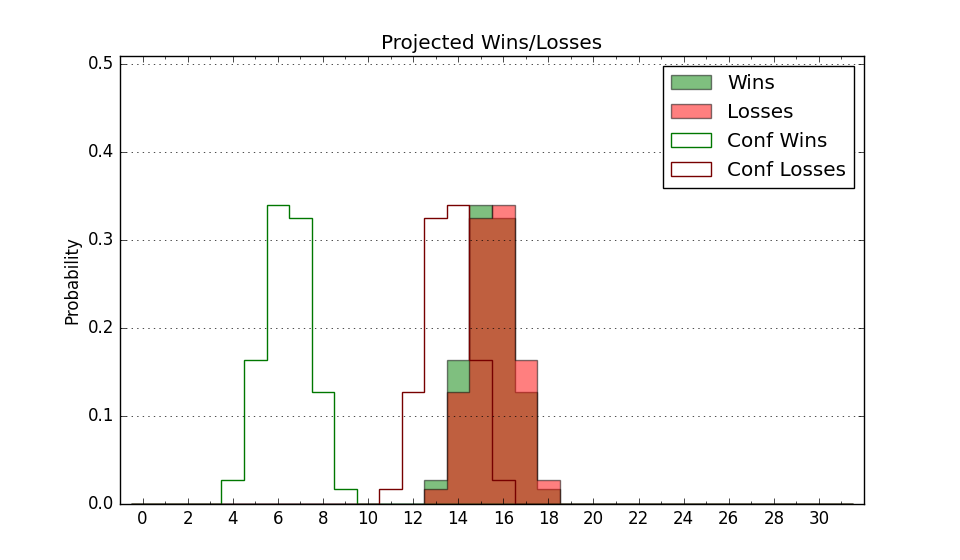 Projected Wins/Losses
0.5
0.4
0.3
0.2
0.1
0.0
Probability
Wins
Losses
Conf Wins
Conf Losses
0 2 4 6 8 10 12 14 16 18 20 22 24 26 28 30